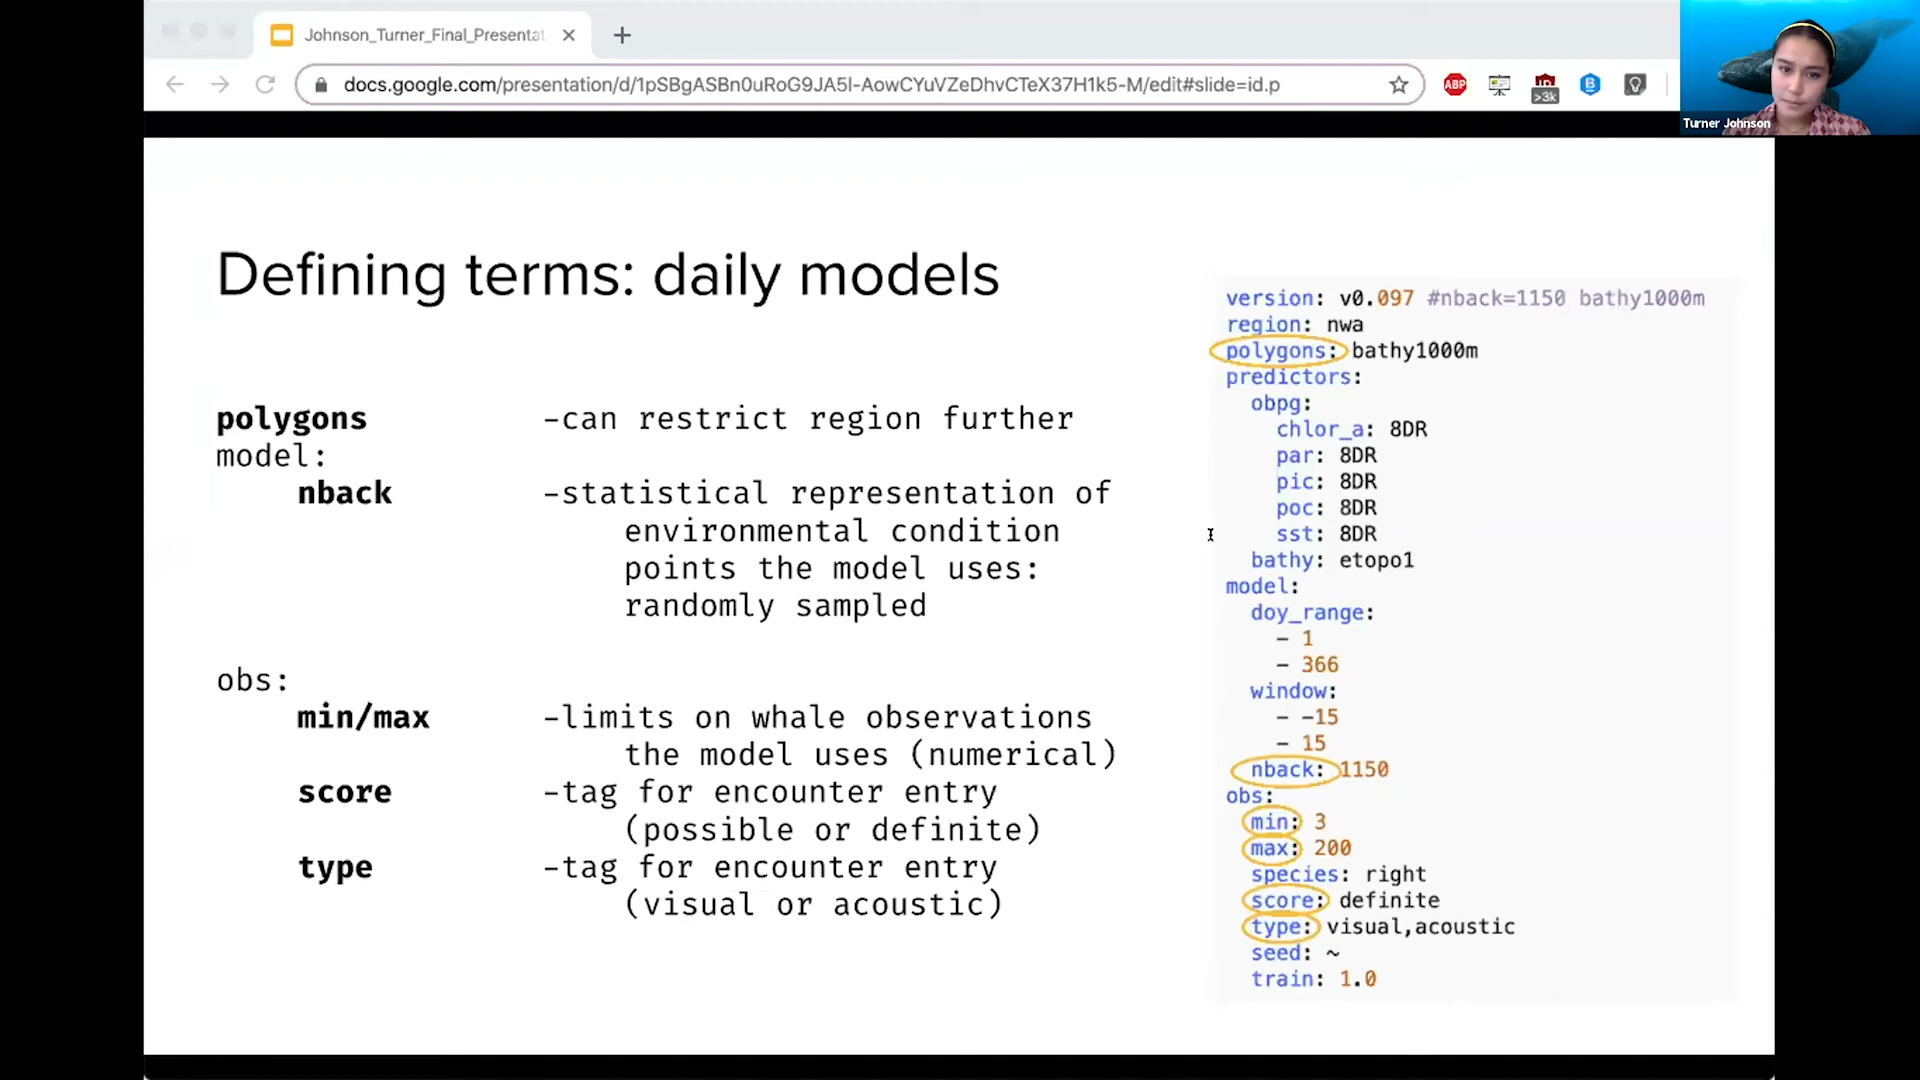 Johnson_Turner_Final_Presentat
docs.google.com/presentation/d/1pSBgASBn0uRoG9JA5I-AowCYuVZeDhvCTeX37H1k5-M/edit#slide=id.p
ABP
>3k
B
Turner Johnson
Defining terms: daily models
polygons -can restrict region further
model:
nback -statistical representation of
environmental condition
points the model uses:
randomly sampled
obs:
min/max -limits on whale observations
the model uses (numerical)
score -tag for encounter entry
(possible or definite)
type -tag for encounter entry
(visual or acoustic)
version: v0.097 #nback=1150 bathy1000m
region: nwa
polygons: bathy1000m
predictors:
obpg:
chlor_a: 8DR
par: 8DR
pic: 8DR
poc: 8DR
sst: 8DR
bathy: etopo1
model:
doy_range:
- 1
- 366
window:
- -15
- 15
nback: 1150
obs:
min: 3
max: 200
species: right
score: definite
type: visual,acoustic
seed: ~
train: 1.0